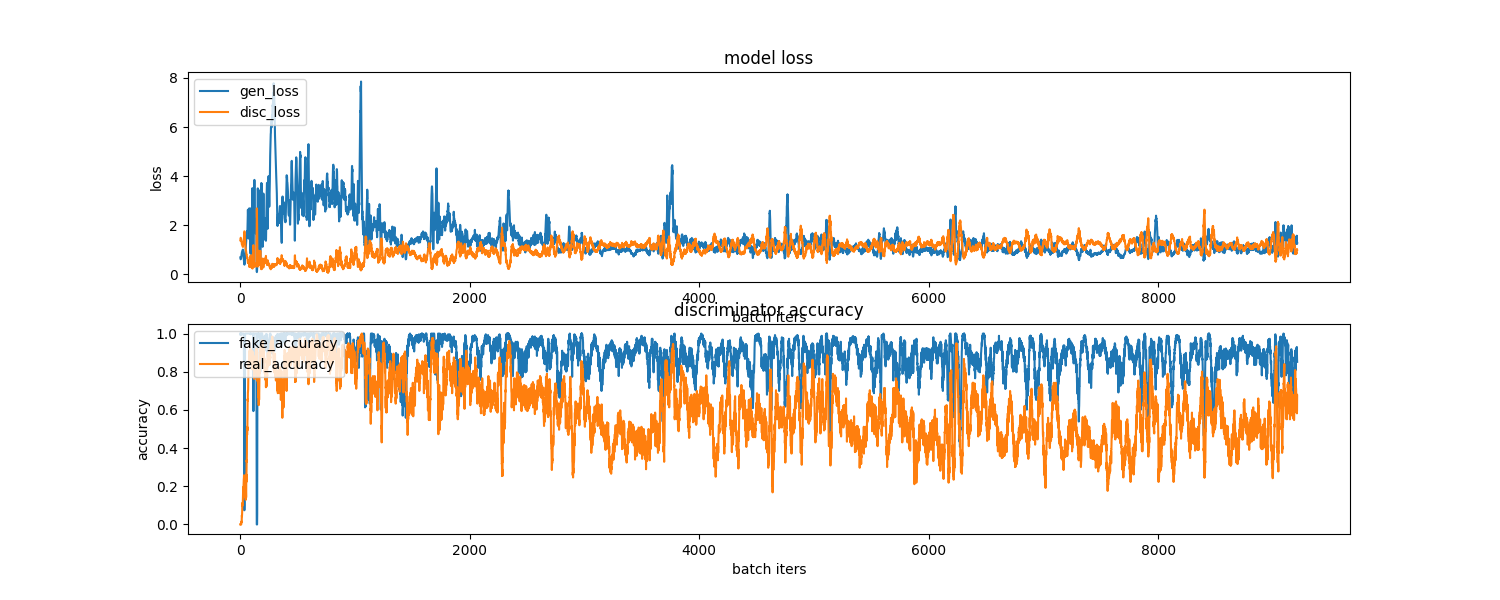 model loss
8
6
4
2
0
loss
gen_loss
disc_loss
0 2000 4000 6000 8000
batch iters
discriminator accuracy
1.0
0.8
0.6
0.4
0.2
0.0
accuracy
fake_accuracy
real_accuracy
0 2000 4000 6000 8000
batch iters